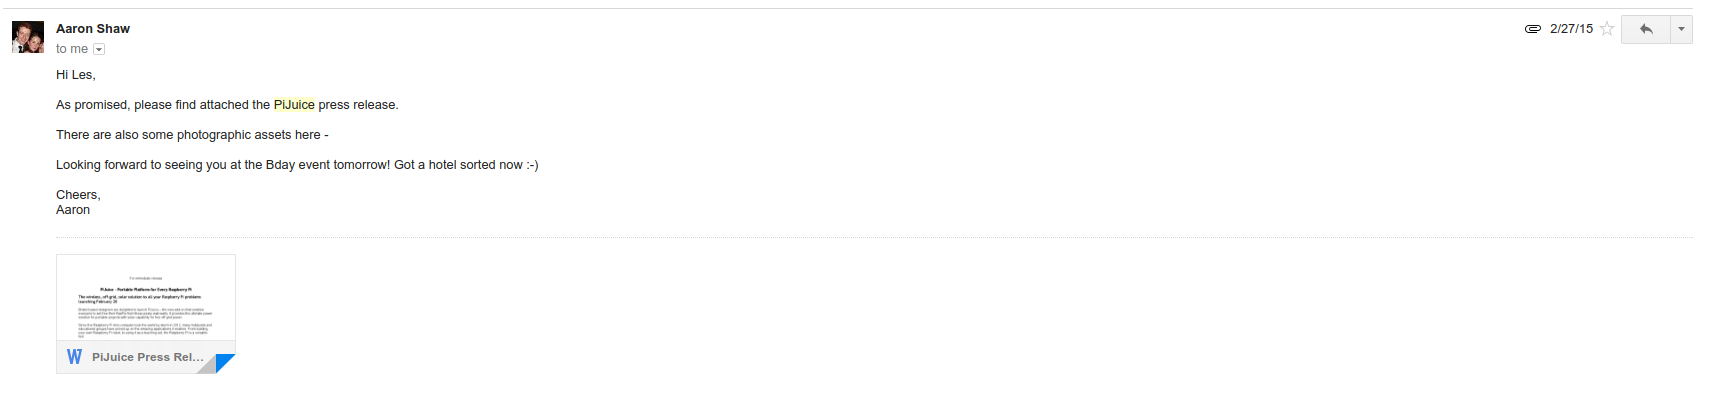 Aaron Shaw
2/27/15
to me
Hi Les,
As promised, please find attached the PiJuice press release.
There are also some photographic assets here -
Looking forward to seeing you at the Bday event tomorrow! Got a hotel sorted now :-)
Cheers,
Aaron
For immediate release
PiJuice - Portable Platform for Every Raspberry Pi
The wireless, off grid, solar solution to all your Raspberry Pi problems
launching February
W PiJuice Press Rel...